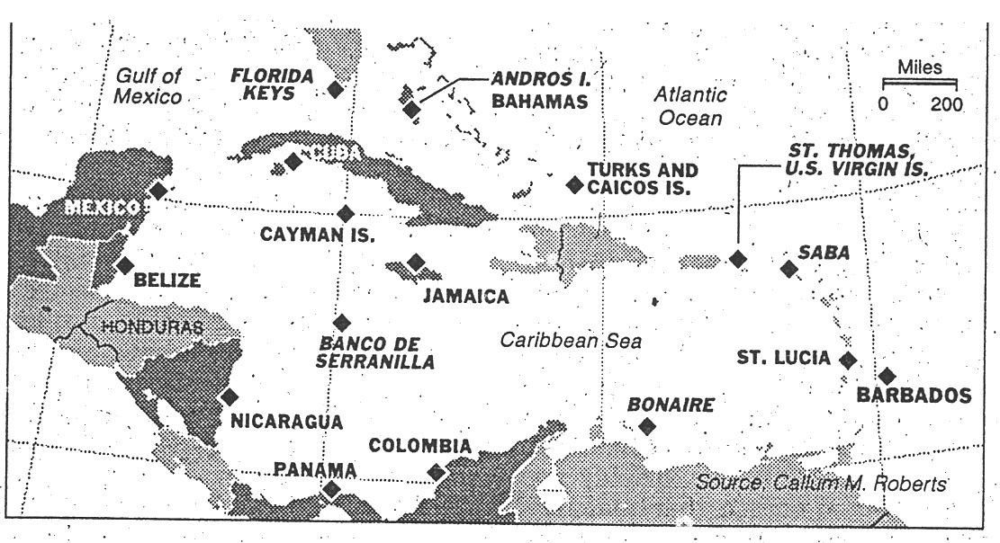 Gulf of
Mexico
FLORIDA
KEYS
ANDROS I.
BAHAMAS
Atlantic
Ocean
Miles
0 200
CUBA
TURKS AND
CAICOS IS.
ST. THOMAS,
U.S. VIRGIN IS.
MEXICO
CAYMAN IS.
SABA
BELIZE
JAMAICA
HONDURAS
BANCO DE
SERRANILLA
Caribbean Sea
ST. LUCIA
BARBADOS
BONAIRE
NICARAGUA
COLOMBIA
PANAMA
Source: Callum M. Roberts